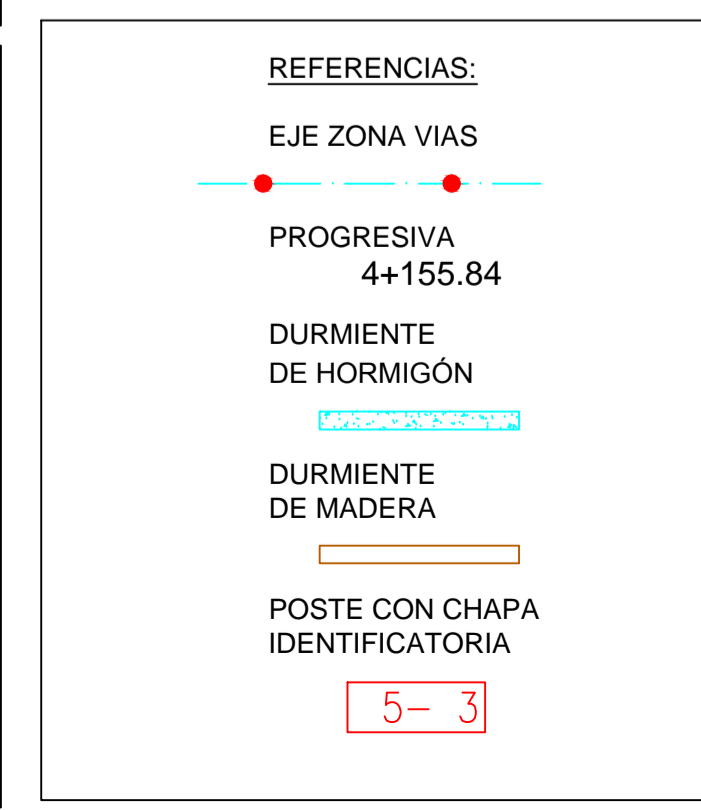 REFERENCIAS:
EJE ZONA VIAS
PROGRESIVA
4+155.84
DURMIENTE
DE HORMIGÓN
DURMIENTE
DE MADERA
POSTE CON CHAPA
IDENTIFICATORIA
5- 3